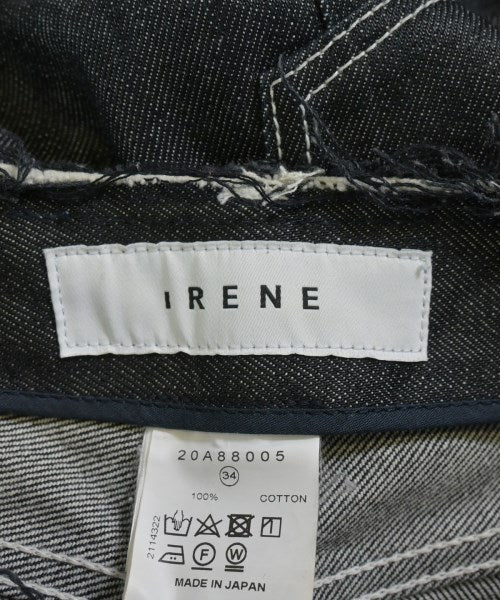 IRENE
20A88005
34
100% COTTON
2114322
F W
MADE IN JAPAN